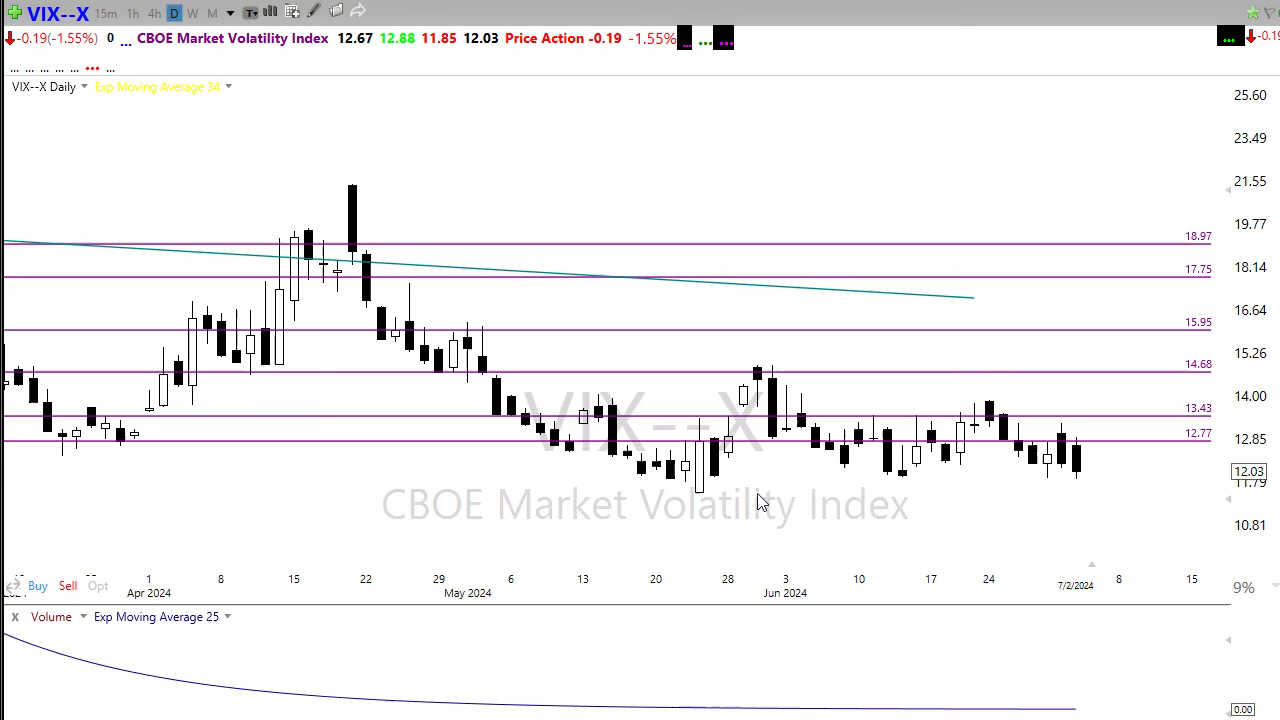 VIX--X 15m 1h 4h D W M T
-0.19(-1.55%) 0 ... CBOE Market Volatility Index 12.67 12.88 11.85 12.03 Price Action -0.19 -1.55% ... ... ... ... -0.19
... ... ... ... ... ... ...
VIX--X Daily Exp Moving Average 34
25.60
23.49
21.55
19.77
18.97
18.14
17.75
16.64
15.95
15.26
14.68
14.00
13.43
12.85
12.77
12.03
11.79
10.81
VIX--X
CBOE Market Volatility Index
1 8 15 22 29 6 13 20 28 3 10 17 24 7/2/2024 8 15
Apr 2024 May 2024 Jun 2024
Buy Sell Opt 9%
X Volume Exp Moving Average 25
0.00